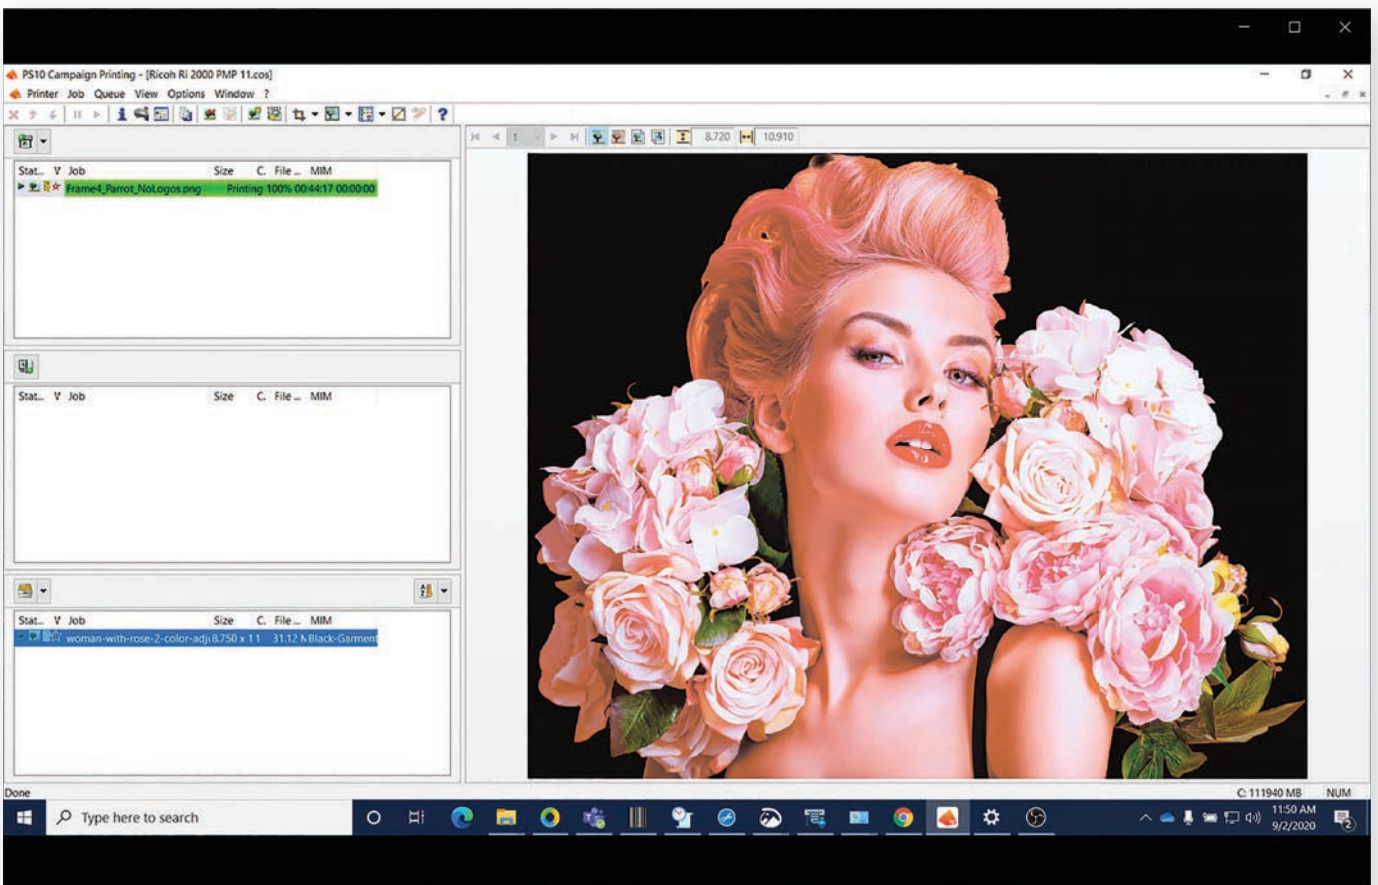 PS10 Campaign Printing - [Ricoh Ri 2000 PMP 11.cos]
Printer Job Queue View Options Window ?
1 8.720 10.910
Stat... V Job Size C. File ... MIM
Frame4_Parrot_NoLogos.png Printing 100% 00:44:17 00:00:00
Stat... V Job Size C. File ... MIM
Stat... V Job Size C. File ... MIM
woman-with-rose-2-color-adj 8.750 x 11 31.12 M Black-Garment
Done C: 111940 MB NUM
Type here to search
11:50 AM
9/2/2020
2